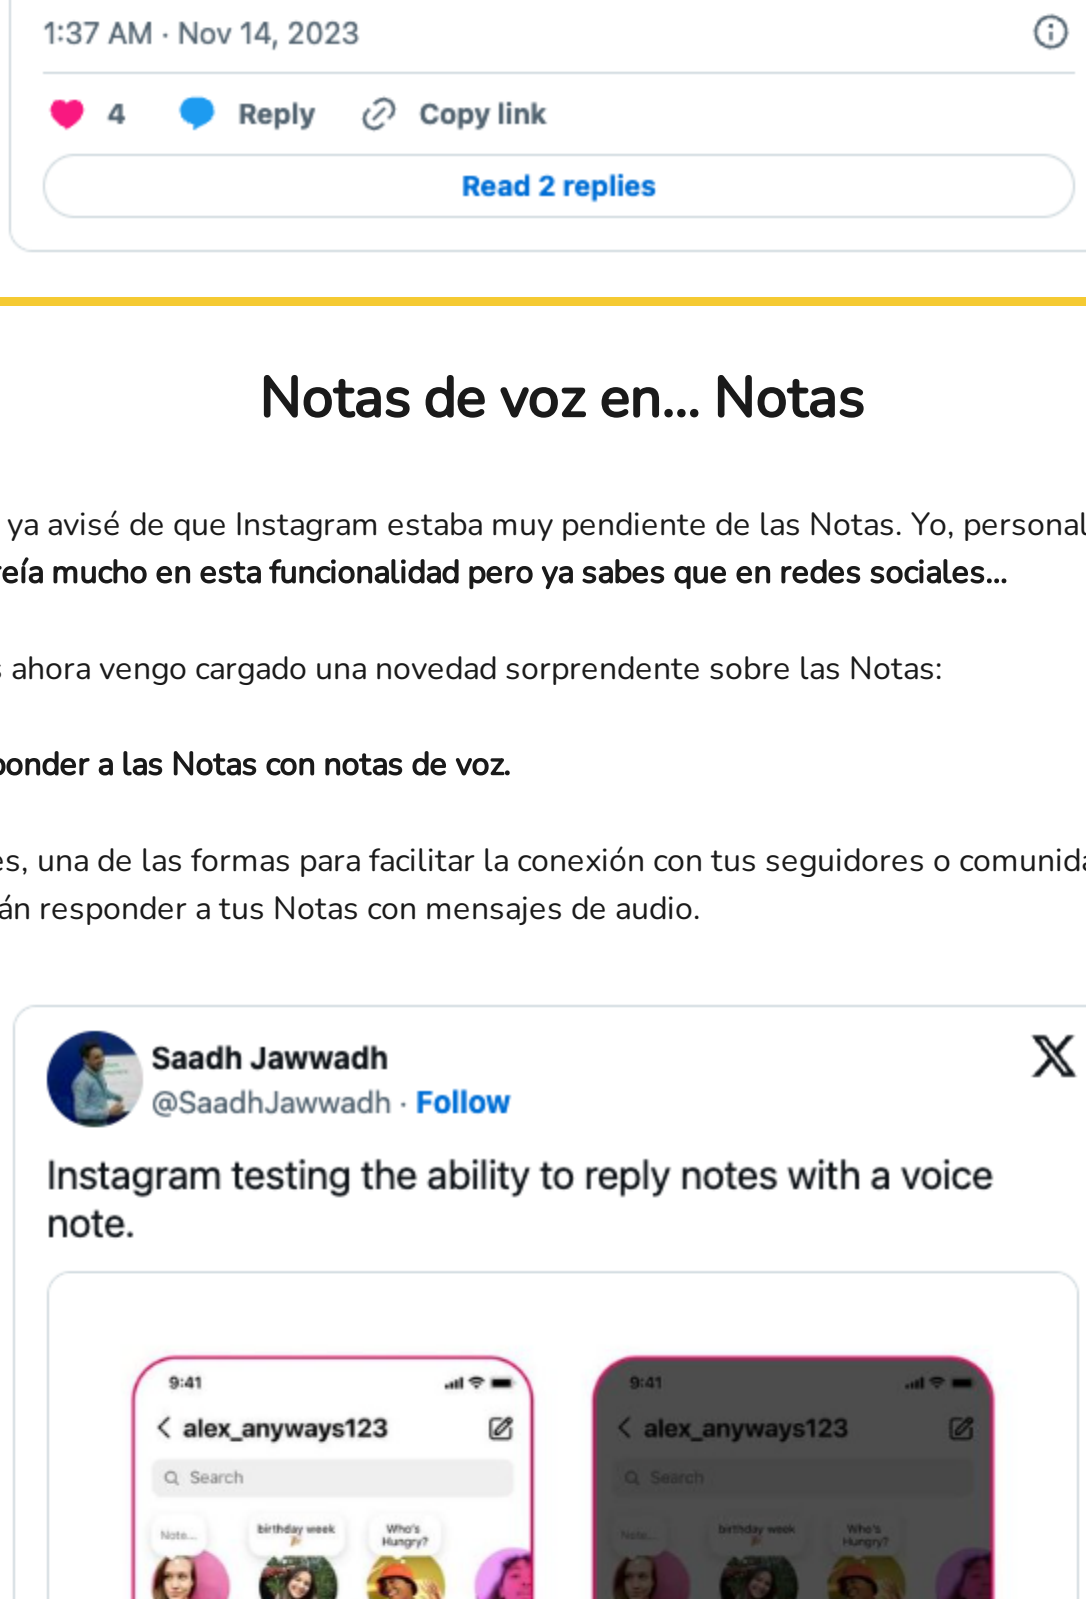 1:37 AM · Nov 14, 2023
4 Reply Copy link
Read 2 replies
Notas de voz en... Notas
ya avisé de que Instagram estaba muy pendiente de las Notas. Yo, personal
reía mucho en esta funcionalidad pero ya sabes que en redes sociales...
s ahora vengo cargado una novedad sorprendente sobre las Notas:
ponder a las Notas con notas de voz.
es, una de las formas para facilitar la conexión con tus seguidores o comunida
án responder a tus Notas con mensajes de audio.
Saadh Jawwadh
@SaadhJawwadh · Follow
Instagram testing the ability to reply notes with a voice
note.
9:41
alex_anyways123
Search
Note...
birthday week
Who's
Hungry?
9:41
alex_anyways123
Search
Note...
birthday week
Who's
Hungry?